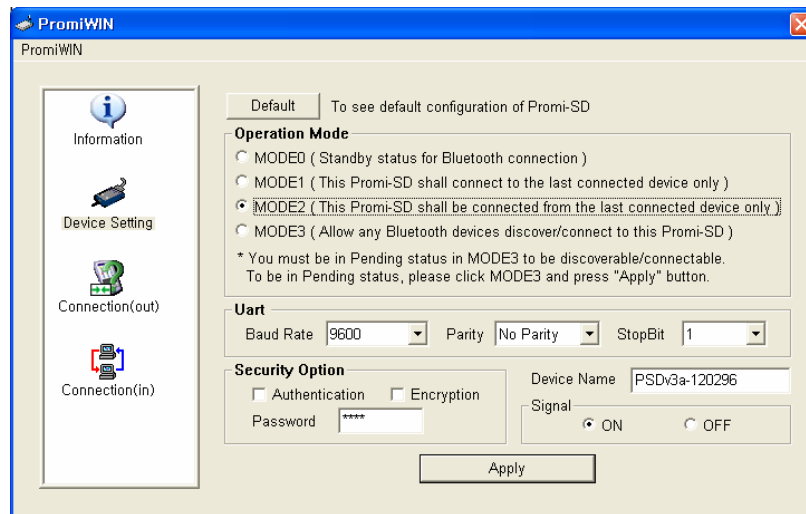 PromiWIN
PromiWIN
Information
Device Setting
Connection(out)
Connection(in)
Default To see default configuration of Promi-SD
Operation Mode
MODE0 ( Standby status for Bluetooth connection )
MODE1 ( This Promi-SD shall connect to the last connected device only )
MODE2 ( This Promi-SD shall be connected from the last connected device only )
MODE3 ( Allow any Bluetooth devices discover/connect to this Promi-SD )
* You must be in Pending status in MODE3 to be discoverable/connectable.
To be in Pending status, please click MODE3 and press "Apply" button.
Uart
Baud Rate 9600 Parity No Parity StopBit 1
Security Option
Authentication Encryption
Password ****
Device Name PSDv3a-120296
Signal
ON OFF
Apply